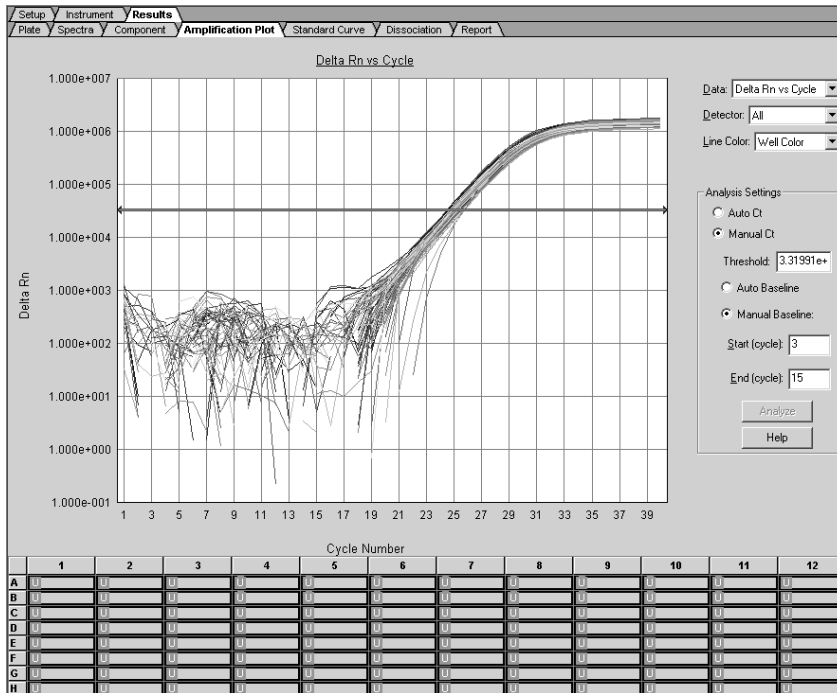 Setup Instrument Results
Plate Spectra Component Amplification Plot Standard Curve Dissociation Report
Delta Rn vs Cycle
1.000e+007
1.000e+006
1.000e+005
1.000e+004
1.000e+003
1.000e+002
1.000e+001
1.000e+000
1.000e-001
Delta Rn
1 3 5 7 9 11 13 15 17 19 21 23 25 27 29 31 33 35 37 39
Cycle Number
Data: Delta Rn vs Cycle
Detector: All
Line Color: Well Color
Analysis Settings
Auto Ct
Manual Ct
Threshold: 3.31991e+
Auto Baseline
Manual Baseline:
Start (cycle): 3
End (cycle): 15
Analyze
Help
1 2 3 4 5 6 7 8 9 10 11 12
A U U U U U U U U U U U U
B U U U U U U U U U U U U
C U U U U U U U U U U U U
D U U U U U U U U U U U U
E U U U U U U U U U U U U
F U U U U U U U U U U U U
G U U U U U U U U U U U U
H U U U U U U U U U U U U